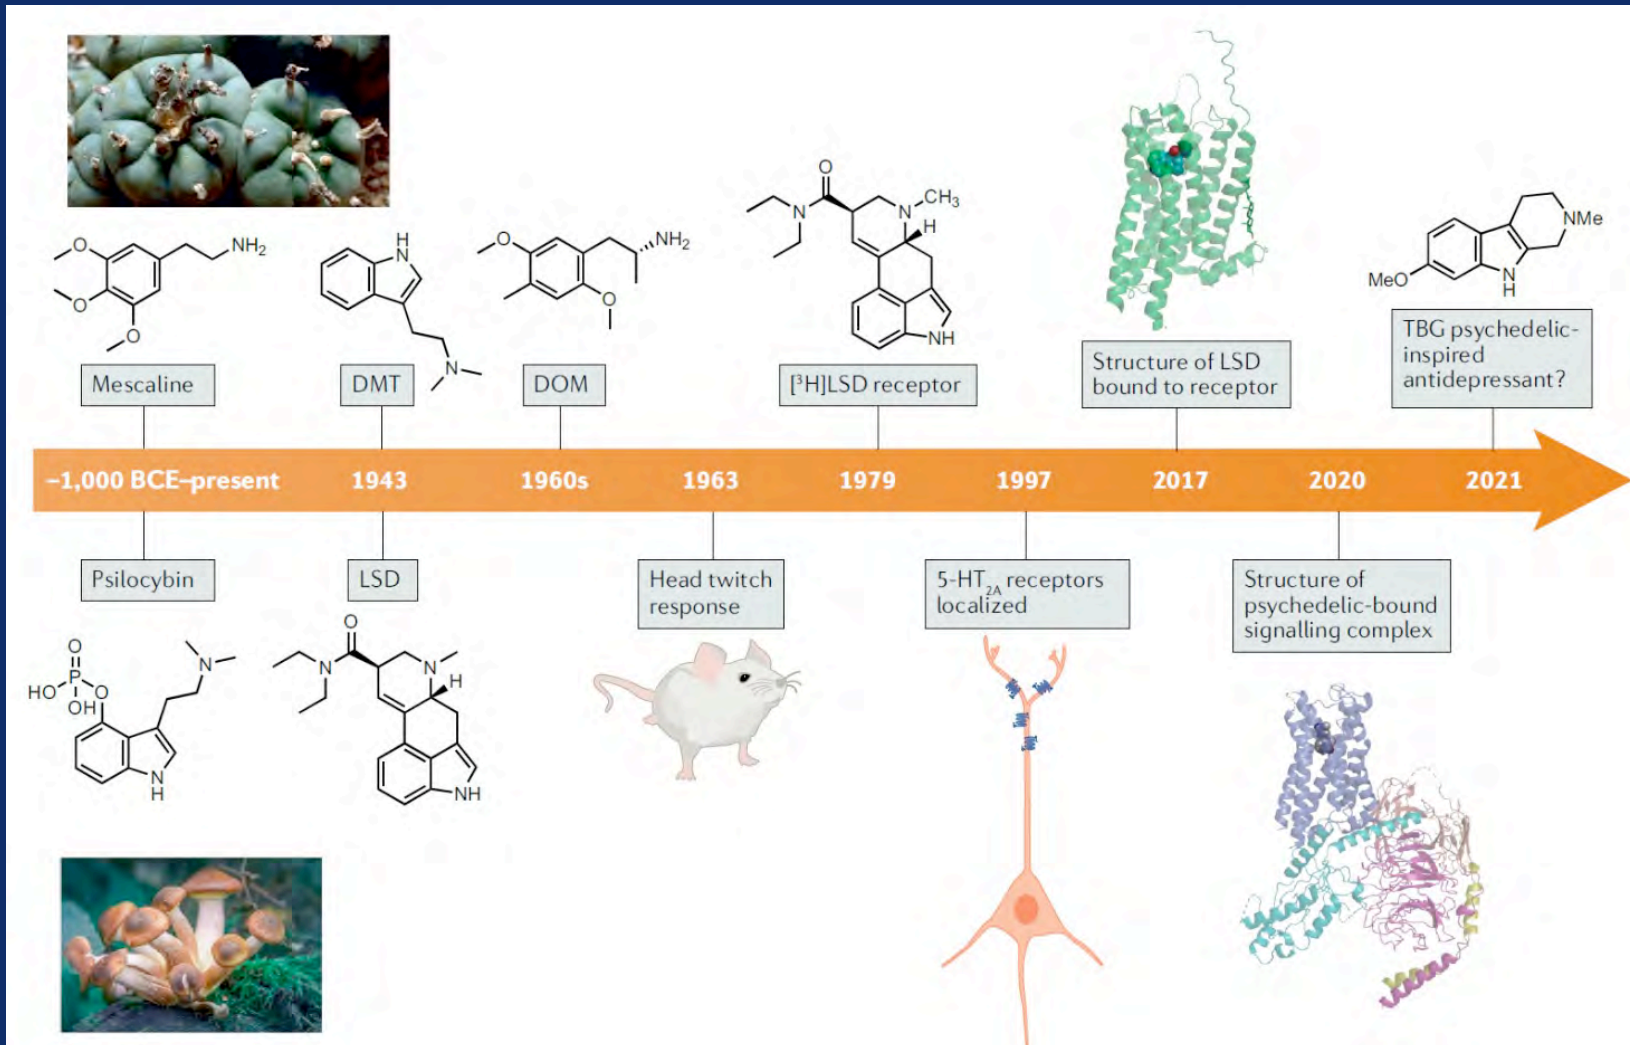 NH₂
O
O
O
Mescaline
H
N
N
DMT
O
NH₂
O
DOM
O
N
N
CH₃
H
NH
[³H]LSD receptor
Structure of LSD
bound to receptor
NMe
MeO
N
H
TBG psychedelic-
inspired
antidepressant?
~1,000 BCE–present
1943
1960s
1963
1979
1997
2017
2020
2021
Psilocybin
O
P
HO
O
OH
N
N
H
LSD
O
N
N
H
NH
Head twitch
response
5-HT₂A receptors
localized
Structure of
psychedelic-bound
signalling complex